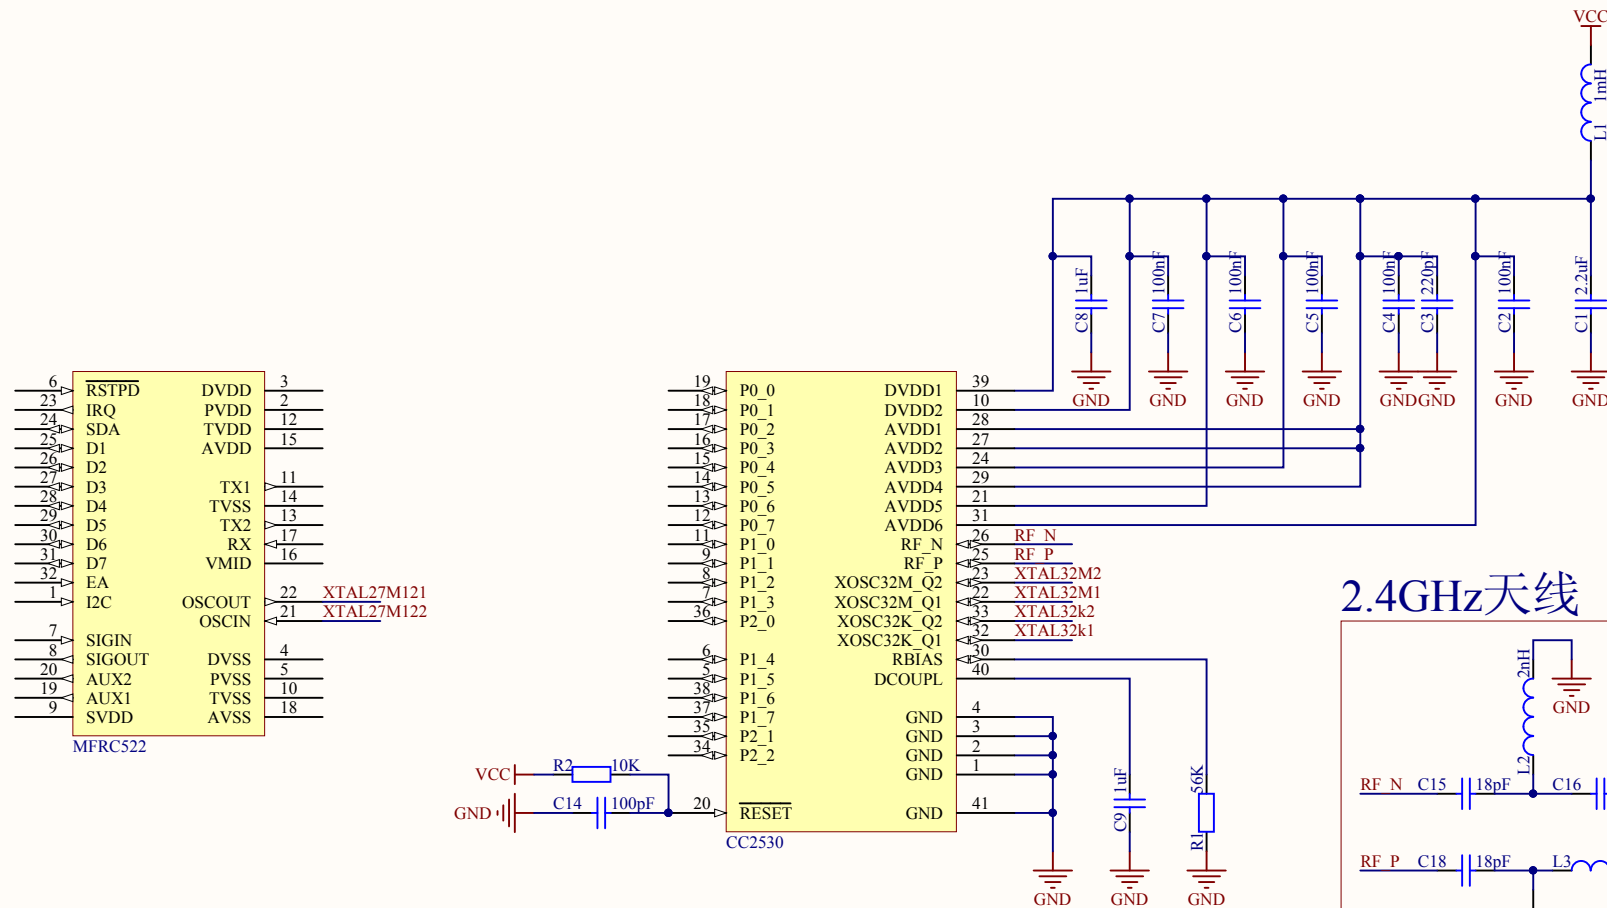 VCC
L1 1mH
C8 1uF
C7 100nF
C6 100nF
C5 100nF
C4 100nF
C3 220pF
C2 100nF
C1 2.2uF
GND GND GND GND GND GND GND GND
6 RSTPD DVDD 3
23 IRQ PVDD 2
24 SDA TVDD 12
25 D1 AVDD 15
26 D2
27 D3 TX1 11
28 D4 TVSS 14
29 D5 TX2 13
30 D6 RX 17
31 D7 VMID 16
32 EA
1 I2C OSCOUT 22 XTAL27M121
OSCIN 21 XTAL27M122
7 SIGIN
8 SIGOUT DVSS 4
20 AUX2 PVSS 5
19 AUX1 TVSS 10
9 SVDD AVSS 18
MFRC522
19 P0_0 DVDD1 39
18 P0_1 DVDD2 10
17 P0_2 AVDD1 28
16 P0_3 AVDD2 27
15 P0_4 AVDD3 24
14 P0_5 AVDD4 29
13 P0_6 AVDD5 21
12 P0_7 AVDD6 31
11 P1_0 RF_N 26 RF_N
9 P1_1 RF_P 25 RF_P
8 P1_2 XOSC32M_Q2 23 XTAL32M2
7 P1_3 XOSC32M_Q1 22 XTAL32M1
36 P2_0 XOSC32K_Q2 33 XTAL32k2
XOSC32K_Q1 32 XTAL32k1
6 P1_4 RBIAS 30
5 P1_5 DCOUPL 40
38 P1_6
37 P1_7 GND 4
35 P2_1 GND 3
34 P2_2 GND 2
GND 1
20 RESET GND 41
CC2530
VCC R2 10K
GND C14 100pF
C9 1uF
R1 56K
GND GND GND
2.4GHz天线
L2 2nH
GND
RF_N C15 18pF C16
RF_P C18 18pF L3